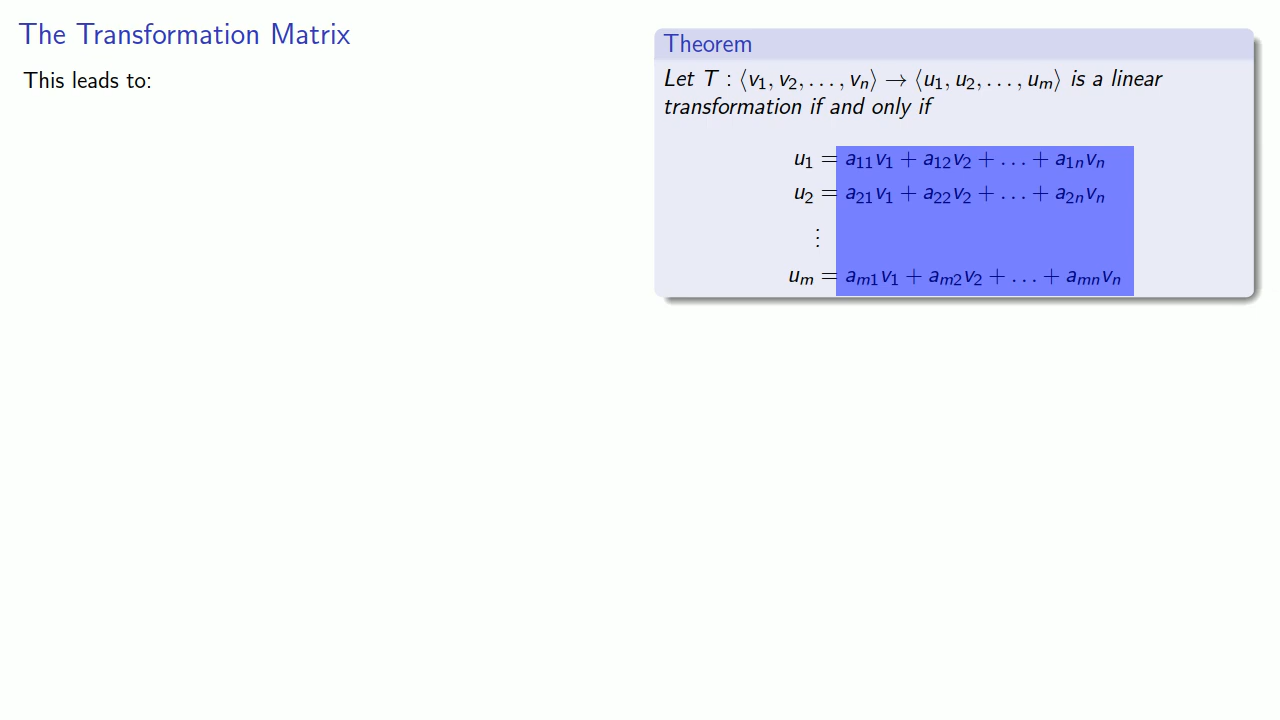 The Transformation Matrix
This leads to:
Theorem
Let T : ⟨v₁, v₂, . . . , vₙ⟩ → ⟨u₁, u₂, . . . , uₘ⟩ is a linear
transformation if and only if
u₁ = a₁₁v₁ + a₁₂v₂ + . . . + a₁ₙvₙ
u₂ = a₂₁v₁ + a₂₂v₂ + . . . + a₂ₙvₙ
⋮
uₘ = aₘ₁v₁ + aₘ₂v₂ + . . . + aₘₙvₙ